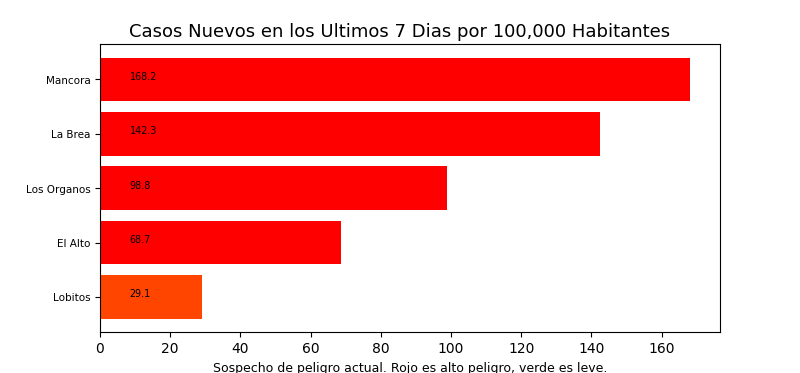 Casos Nuevos en los Ultimos 7 Dias por 100,000 Habitantes
Mancora 168.2
La Brea 142.3
Los Organos 98.8
El Alto 68.7
Lobitos 29.1
0 20 40 60 80 100 120 140 160
Sospecho de peligro actual. Rojo es alto peligro, verde es leve.